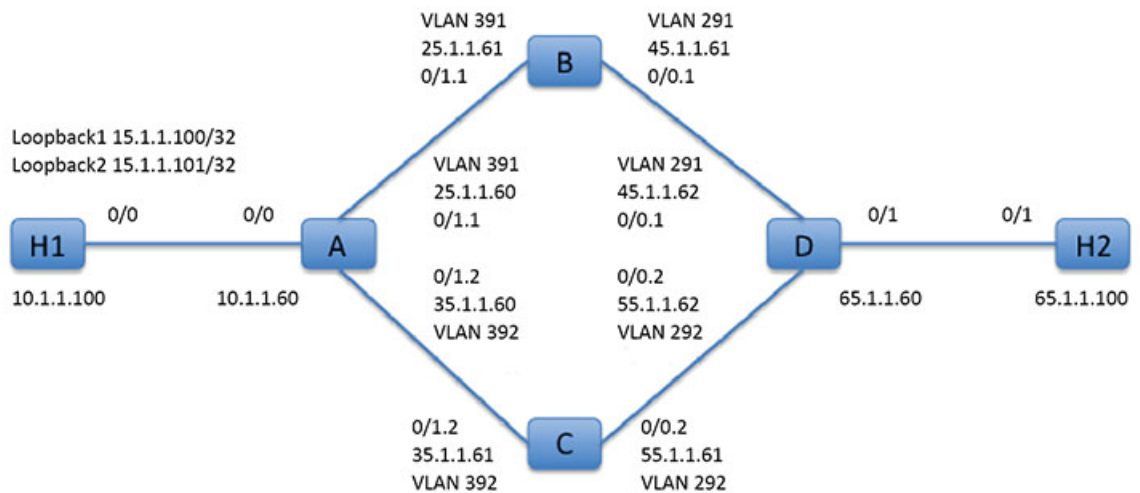 VLAN 391
25.1.1.61
0/1.1
B
VLAN 291
45.1.1.61
0/0.1
Loopback1 15.1.1.100/32
Loopback2 15.1.1.101/32
VLAN 391
25.1.1.60
0/1.1
VLAN 291
45.1.1.62
0/0.1
H1
0/0
0/0
A
D
0/1
0/1
H2
10.1.1.100
10.1.1.60
0/1.2
35.1.1.60
VLAN 392
0/0.2
55.1.1.62
VLAN 292
65.1.1.60
65.1.1.100
0/1.2
35.1.1.61
VLAN 392
C
0/0.2
55.1.1.61
VLAN 292